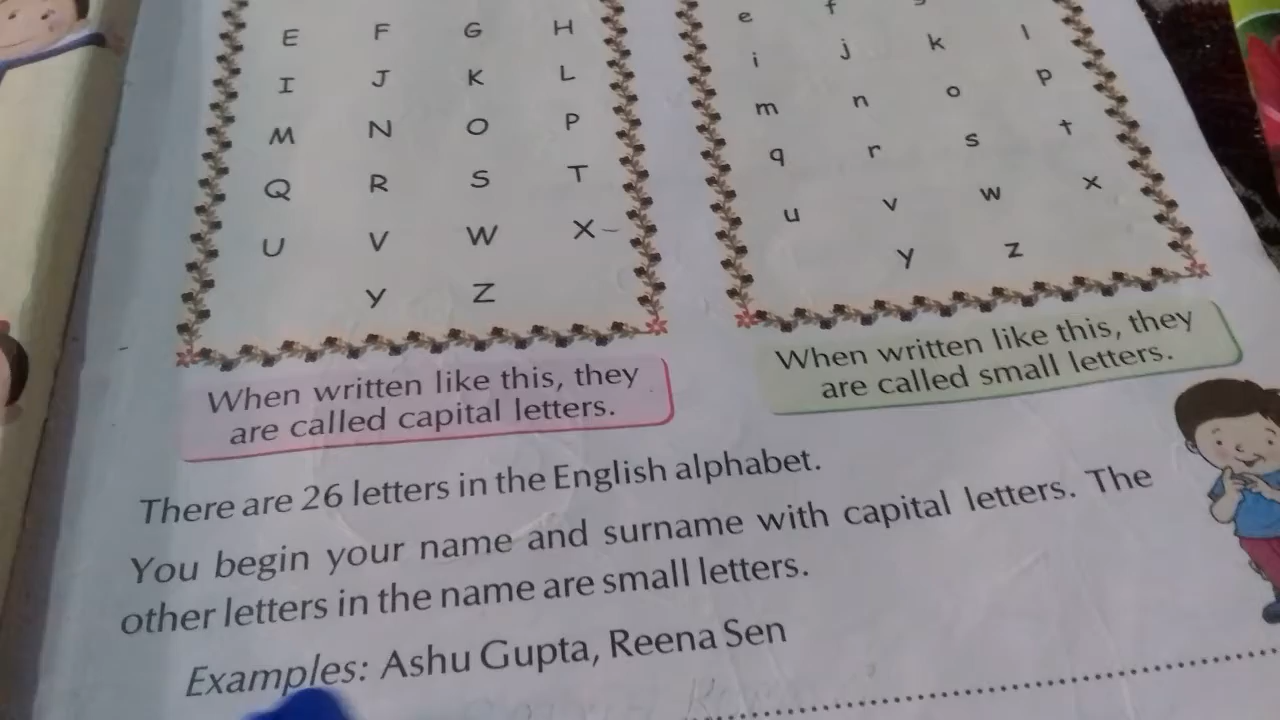 E F G H
I J K L
M N O P
Q R S T
U V W X
Y Z
e f
i j k l
m n o p
q r s t
u v w x
y z
When written like this, they
are called capital letters.
When written like this, they
are called small letters.
There are 26 letters in the English alphabet.
You begin your name and surname with capital letters. The
other letters in the name are small letters.
Examples: Ashu Gupta, Reena Sen